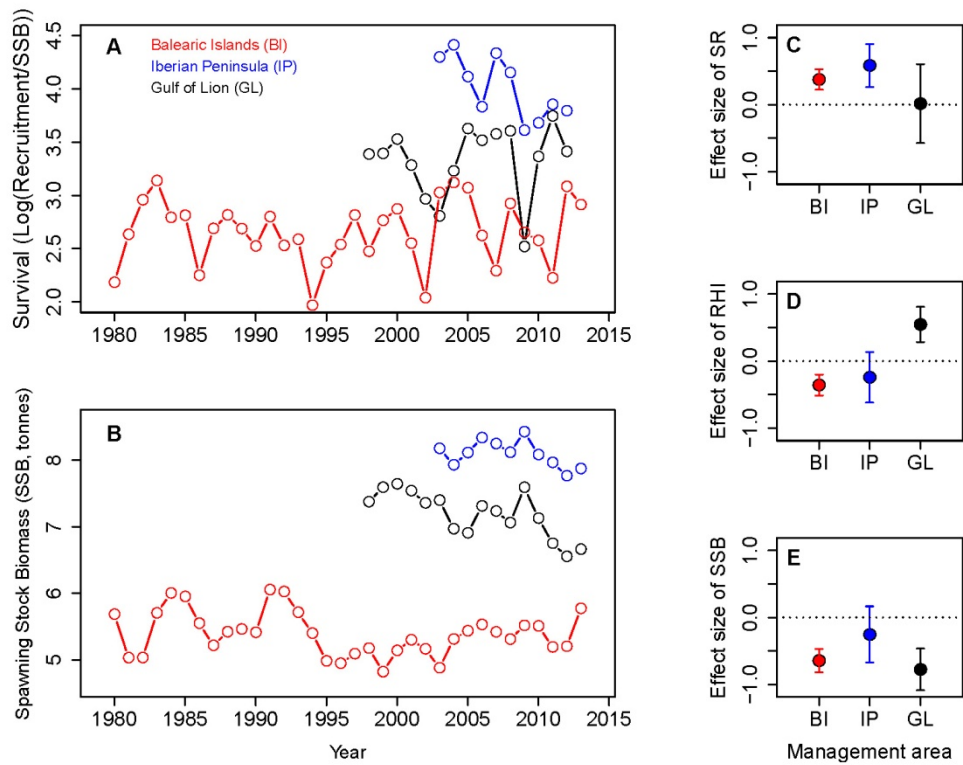 A
Balearic Islands (BI)
Iberian Peninsula (IP)
Gulf of Lion (GL)
Survival (Log(Recruitment/SSB))
4.5
4.0
3.5
3.0
2.5
2.0
1980 1985 1990 1995 2000 2005 2010 2015
B
Spawning Stock Biomass (SSB, tonnes)
8
7
6
5
1980 1985 1990 1995 2000 2005 2010 2015
Year
C
Effect size of SR
1.0
0.0
−1.0
BI IP GL
D
Effect size of RHI
1.0
0.0
−1.0
BI IP GL
E
Effect size of SSB
1.0
0.0
−1.0
BI IP GL
Management area